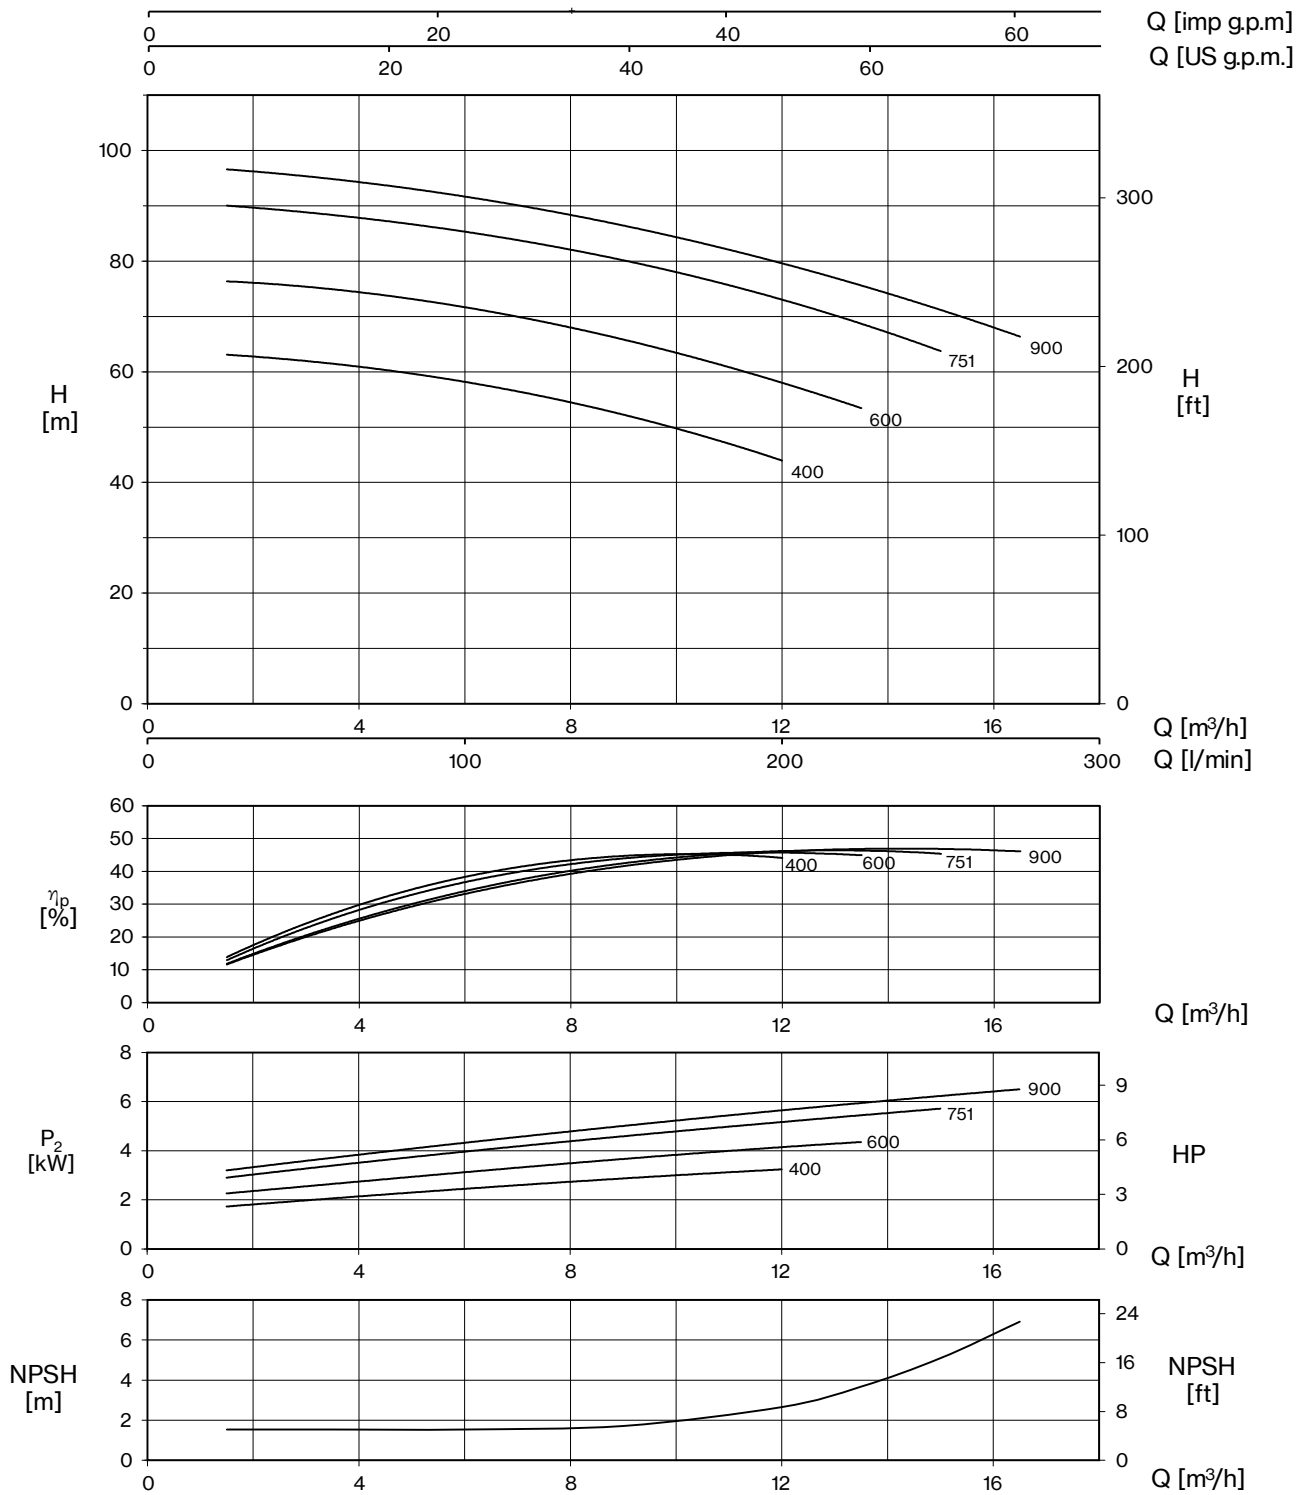 0 20 40 60 Q [imp g.p.m]
0 20 40 60 Q [US g.p.m.]
100
80
60
40
20
0
H
[m]
300
200
100
0
H
[ft]
900
751
600
400
0 4 8 12 16 Q [m³/h]
0 100 200 300 Q [l/min]
60
50
40
30
20
10
0
ηp
[%]
400 600 751 900
0 4 8 12 16 Q [m³/h]
8
6
4
2
0
P₂
[kW]
900
751
600
400
9
6
3
0
HP
0 4 8 12 16 Q [m³/h]
8
6
4
2
0
NPSH
[m]
24
16
8
0
NPSH
[ft]
0 4 8 12 16 Q [m³/h]